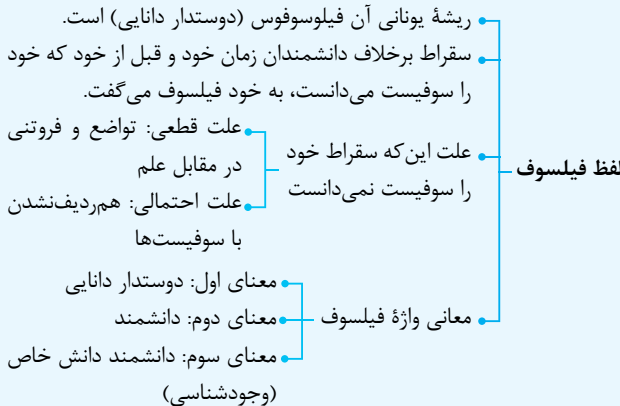 ریشۀ یونانی آن فیلوسوفوس (دوستدار دانایی) است.
سقراط برخلاف دانشمندان زمان خود و قبل از خود که خود
را سوفیست می‌دانست، به خود فیلسوف می‌گفت.
لفظ فیلسوف
علت این‌که سقراط خود
را سوفیست نمی‌دانست
علت قطعی: تواضع و فروتنی
در مقابل علم
علت احتمالی: هم‌ردیف‌نشدن
با سوفیست‌ها
معانی واژۀ فیلسوف
معنای اول: دوستدار دانایی
معنای دوم: دانشمند
معنای سوم: دانشمند دانش خاص
(وجودشناسی)